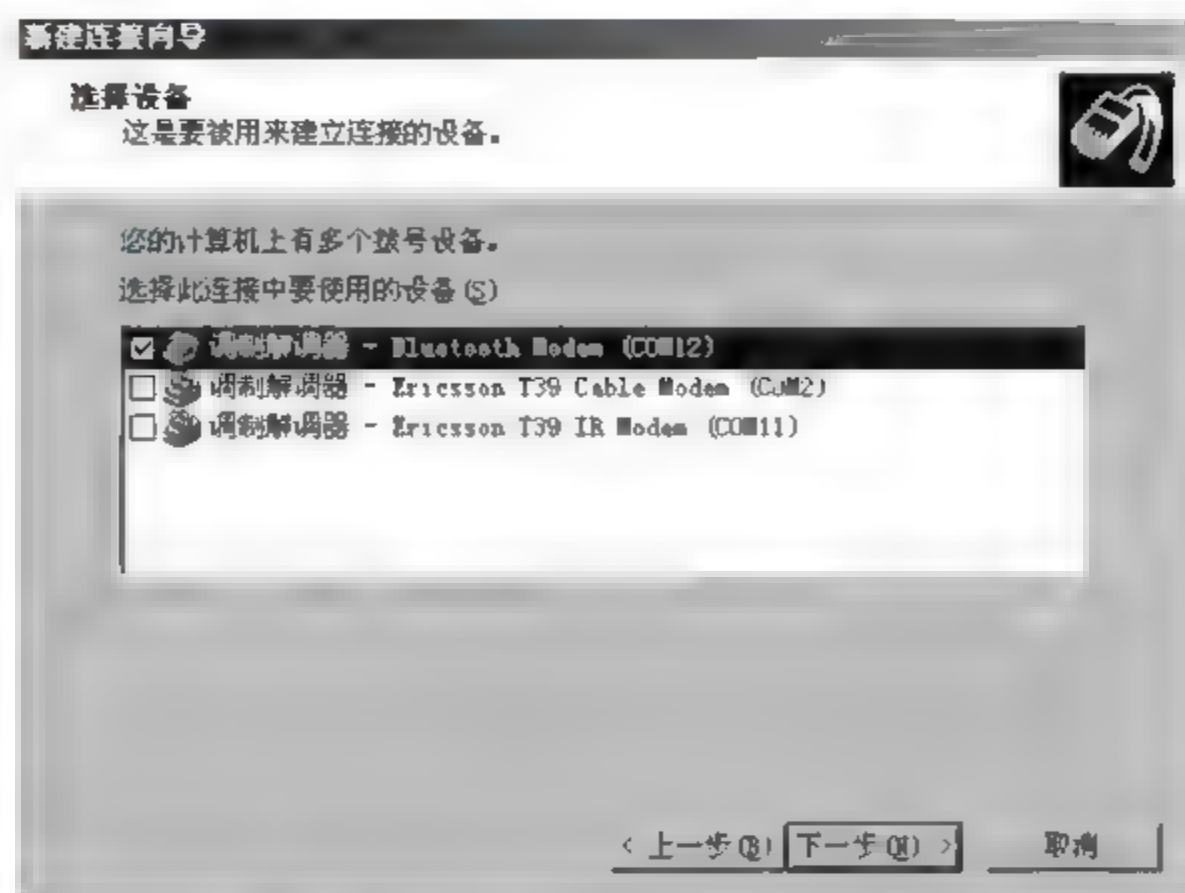 新建连接向导
选择设备
这是要被用来建立连接的设备。
您的计算机上有多个拨号设备。
选择此连接中要使用的设备(S)
调制解调器 - Bluetooth Modem (COM12)
调制解调器 - Ericsson T39 Cable Modem (COM2)
调制解调器 - Ericsson T39 IR Modem (COM11)
< 上一步(B) 下一步(N) > 取消